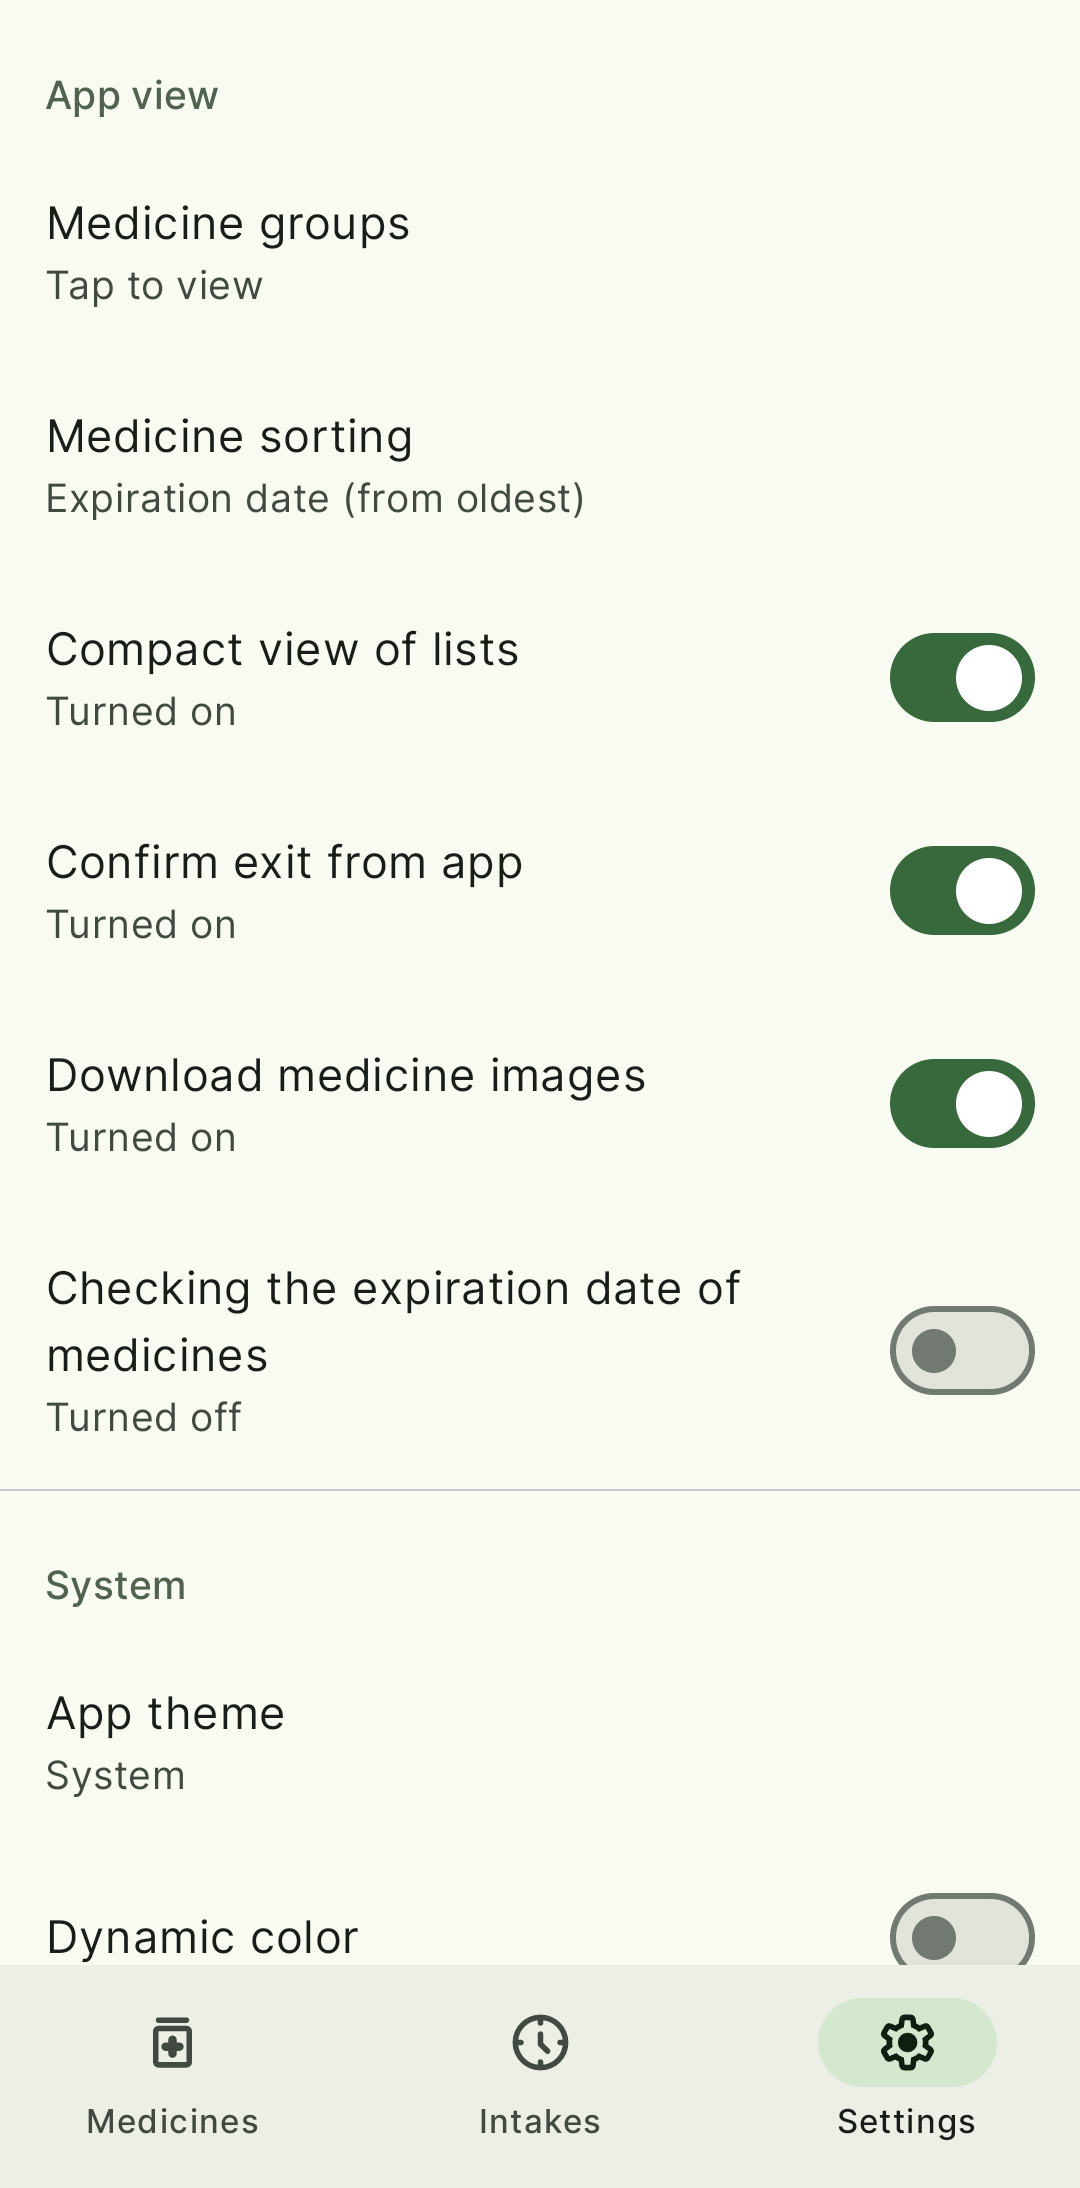 App view
Medicine groups
Tap to view
Medicine sorting
Expiration date (from oldest)
Compact view of lists
Turned on
Confirm exit from app
Turned on
Download medicine images
Turned on
Checking the expiration date of
medicines
Turned off
System
App theme
System
Dynamic color
Medicines
Intakes
Settings